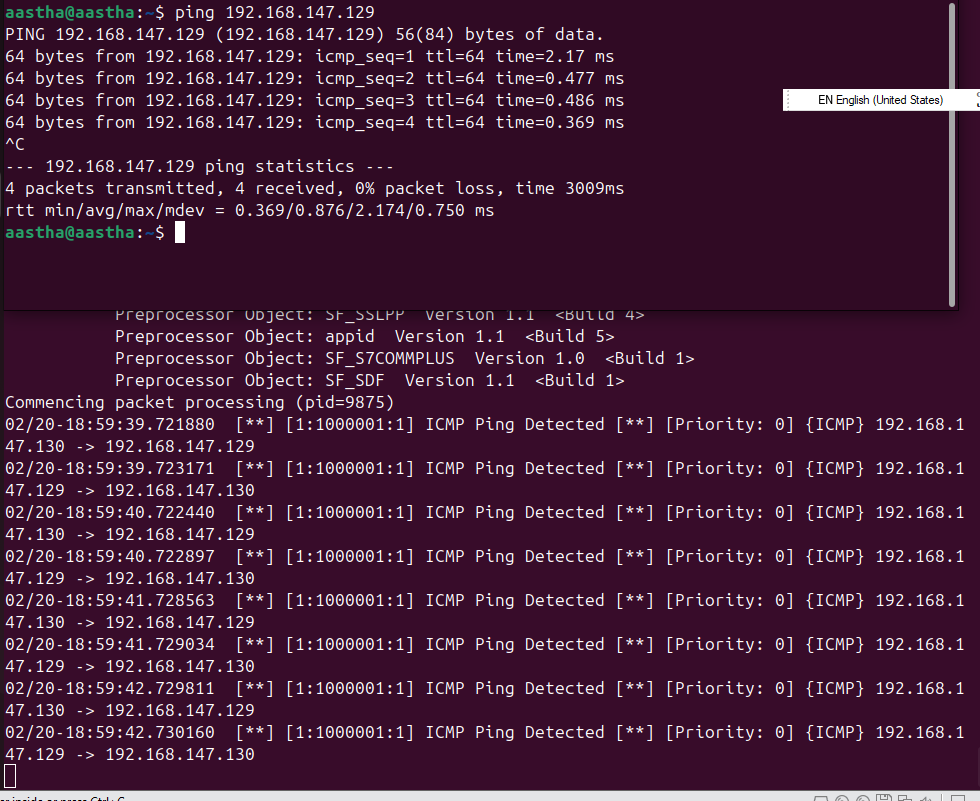 aastha@aastha:~$ ping 192.168.147.129
PING 192.168.147.129 (192.168.147.129) 56(84) bytes of data.
64 bytes from 192.168.147.129: icmp_seq=1 ttl=64 time=2.17 ms
64 bytes from 192.168.147.129: icmp_seq=2 ttl=64 time=0.477 ms
64 bytes from 192.168.147.129: icmp_seq=3 ttl=64 time=0.486 ms
EN English (United States)
64 bytes from 192.168.147.129: icmp_seq=4 ttl=64 time=0.369 ms
^C
--- 192.168.147.129 ping statistics ---
4 packets transmitted, 4 received, 0% packet loss, time 3009ms
rtt min/avg/max/mdev = 0.369/0.876/2.174/0.750 ms
aastha@aastha:~$
Preprocessor Object: SF_SSLPP  Version 1.1  <Build 4>
Preprocessor Object: appid  Version 1.1  <Build 5>
Preprocessor Object: SF_S7COMMPLUS  Version 1.0  <Build 1>
Preprocessor Object: SF_SDF  Version 1.1  <Build 1>
Commencing packet processing (pid=9875)
02/20-18:59:39.721880  [**] [1:1000001:1] ICMP Ping Detected [**] [Priority: 0] {ICMP} 192.168.1
47.130 -> 192.168.147.129
02/20-18:59:39.723171  [**] [1:1000001:1] ICMP Ping Detected [**] [Priority: 0] {ICMP} 192.168.1
47.129 -> 192.168.147.130
02/20-18:59:40.722440  [**] [1:1000001:1] ICMP Ping Detected [**] [Priority: 0] {ICMP} 192.168.1
47.130 -> 192.168.147.129
02/20-18:59:40.722897  [**] [1:1000001:1] ICMP Ping Detected [**] [Priority: 0] {ICMP} 192.168.1
47.129 -> 192.168.147.130
02/20-18:59:41.728563  [**] [1:1000001:1] ICMP Ping Detected [**] [Priority: 0] {ICMP} 192.168.1
47.130 -> 192.168.147.129
02/20-18:59:41.729034  [**] [1:1000001:1] ICMP Ping Detected [**] [Priority: 0] {ICMP} 192.168.1
47.129 -> 192.168.147.130
02/20-18:59:42.729811  [**] [1:1000001:1] ICMP Ping Detected [**] [Priority: 0] {ICMP} 192.168.1
47.130 -> 192.168.147.129
02/20-18:59:42.730160  [**] [1:1000001:1] ICMP Ping Detected [**] [Priority: 0] {ICMP} 192.168.1
47.129 -> 192.168.147.130
or inside or press Ctrl+G